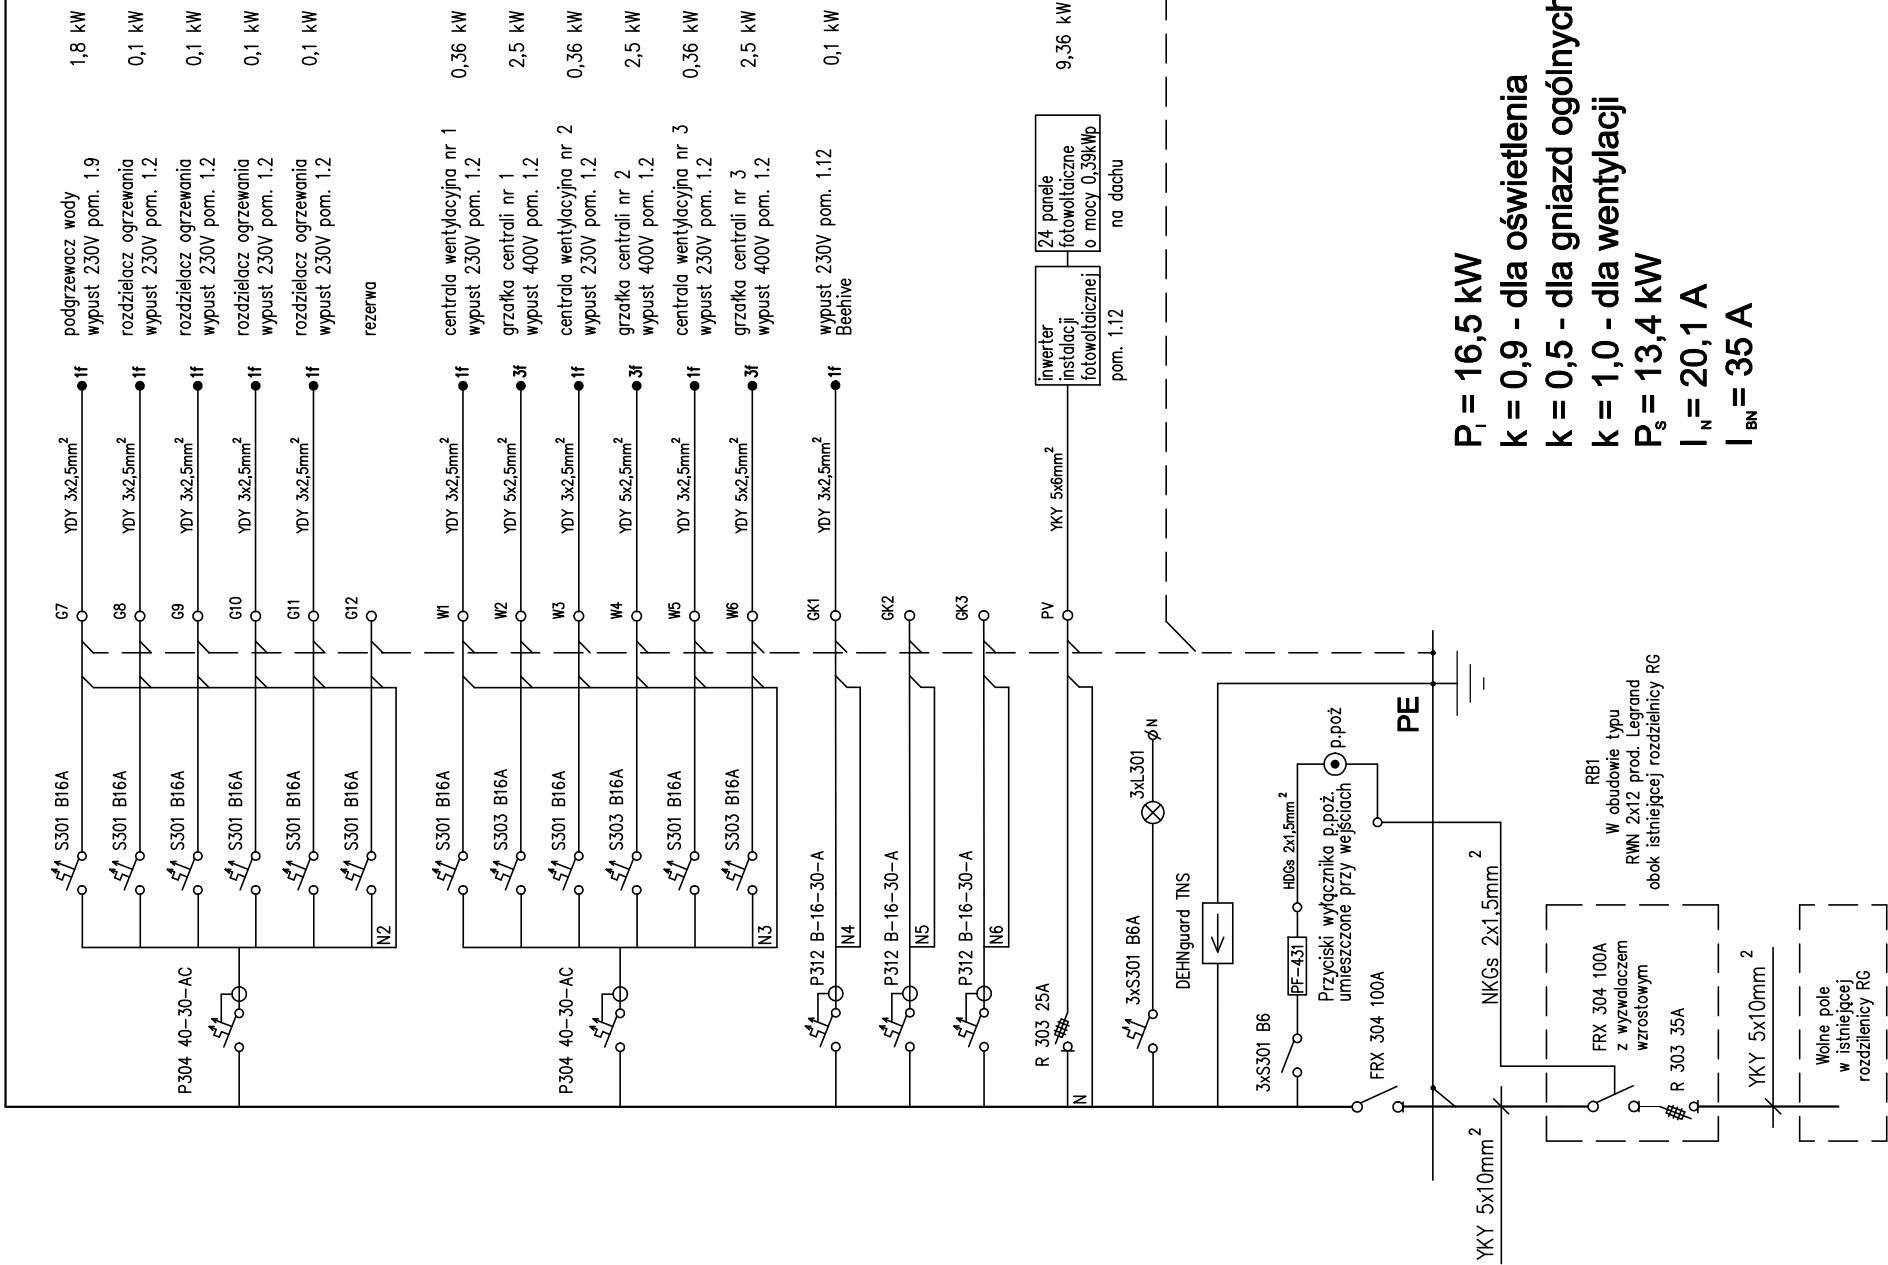 1,8 kW
0,1 kW
0,1 kW
0,1 kW
0,1 kW
0,36 kW
2,5 kW
0,36 kW
2,5 kW
0,36 kW
2,5 kW
0,1 kW
9,36 kW
podgrzewacz wody
wypust 230V pom. 1.9
rozdzielacz ogrzewania
wypust 230V pom. 1.2
rozdzielacz ogrzewania
wypust 230V pom. 1.2
rozdzielacz ogrzewania
wypust 230V pom. 1.2
rozdzielacz ogrzewania
wypust 230V pom. 1.2
rezerwa
centrala wentylacyjna nr 1
wypust 230V pom. 1.2
grzałka centrali nr 1
wypust 400V pom. 1.2
centrala wentylacyjna nr 2
wypust 230V pom. 1.2
grzałka centrali nr 2
wypust 400V pom. 1.2
centrala wentylacyjna nr 3
wypust 230V pom. 1.2
grzałka centrali nr 3
wypust 400V pom. 1.2
wypust 230V pom. 1.12
Beehive
24 panele
fotowoltaiczne
o mocy 0,39kWp
na dachu
inwerter
instalacji
fotowoltaicznej
pom. 1.12
1f
1f
1f
1f
1f
1f
3f
1f
3f
1f
3f
1f
YDY 3x2,5mm²
YDY 3x2,5mm²
YDY 3x2,5mm²
YDY 3x2,5mm²
YDY 3x2,5mm²
YDY 3x2,5mm²
YDY 5x2,5mm²
YDY 3x2,5mm²
YDY 5x2,5mm²
YDY 3x2,5mm²
YDY 5x2,5mm²
YDY 3x2,5mm²
YKY 5x6mm²
G7
G8
G9
G10
G11
G12
W1
W2
W3
W4
W5
W6
GK1
GK2
GK3
PV
S301 B16A
S301 B16A
S301 B16A
S301 B16A
S301 B16A
S301 B16A
S301 B16A
S303 B16A
S301 B16A
S303 B16A
S301 B16A
S303 B16A
N2
N3
N4
N5
N6
N
P304 40-30-AC
P304 40-30-AC
P312 B-16-30-A
P312 B-16-30-A
P312 B-16-30-A
R 303 25A
3xS301 B6A
3xL301
N
DEHNguard TNS
3xS301 B6
PF-431
HDGs 2x1,5mm²
p.poż
Przyciski wyłącznika p.poż.
umieszczone przy wejściach
FRX 304 100A
PE
NKGs 2x1,5mm²
YKY 5x10mm²
RB1
W obudowie typu
RWN 2x12 prod. Legrand
obok istniejącej rozdzielnicy RG
FRX 304 100A
z wyzwalaczem
wzrostowym
R 303 35A
YKY 5x10mm²
Wolne pole
w istniejącej
rozdzilenicy RG
P_I = 16,5 kW
k = 0,9 - dla oświetlenia
k = 0,5 - dla gniazd ogólnych
k = 1,0 - dla wentylacji
P_S = 13,4 kW
I_N = 20,1 A
I_BN = 35 A